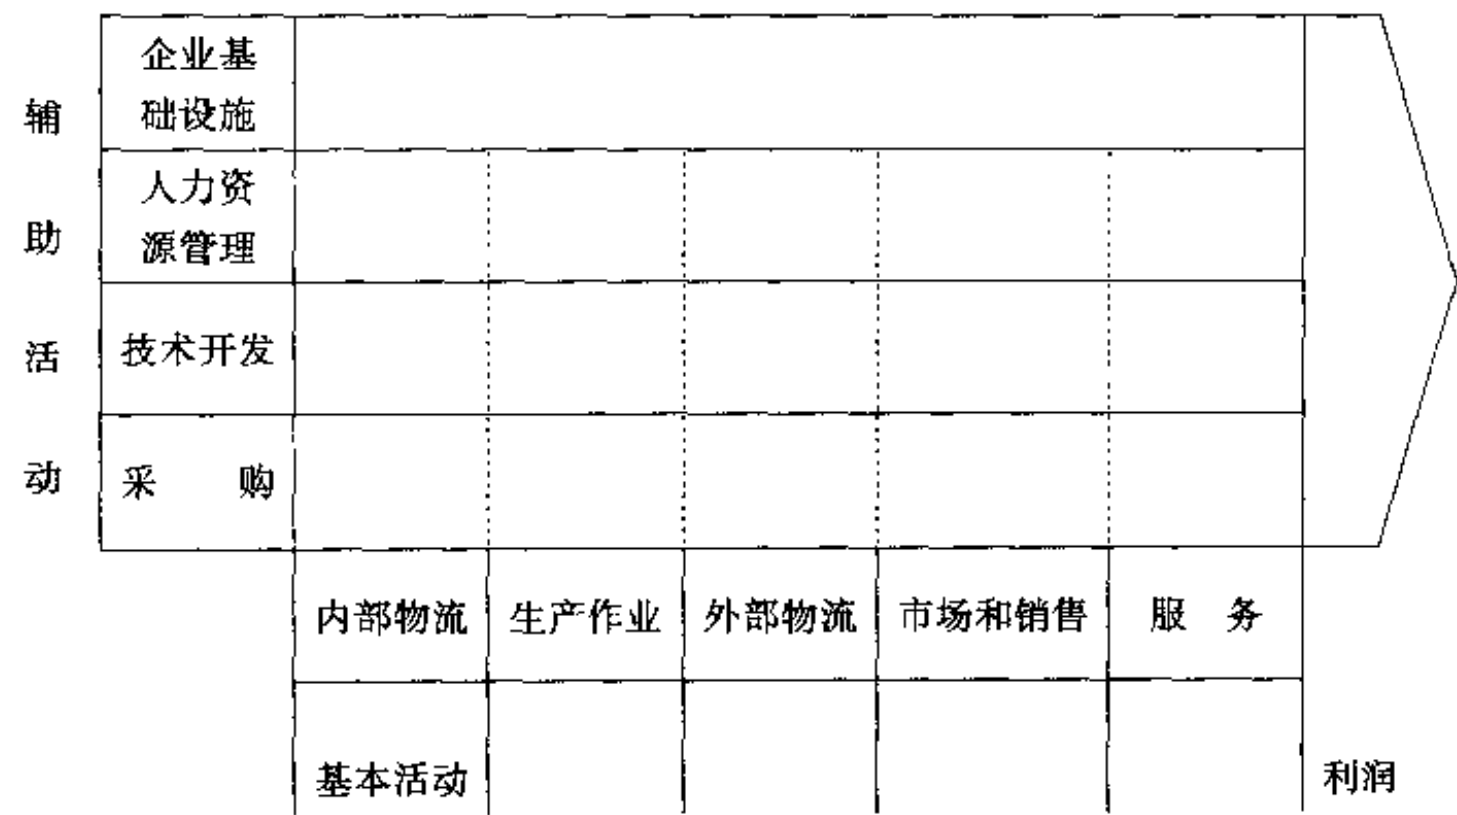 辅助活动
企业基
础设施
人力资
源管理
技术开发
采 购
内部物流 生产作业 外部物流 市场和销售 服 务
基本活动
利润